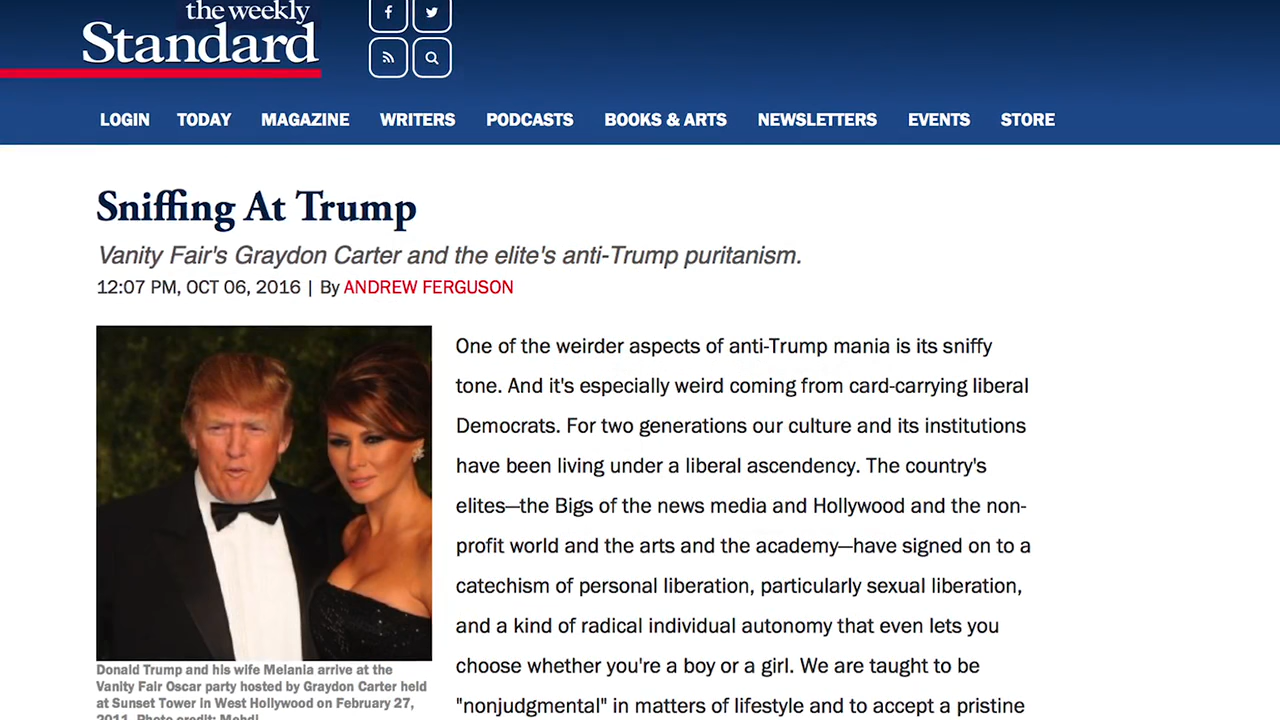 the weekly
Standard
LOGIN TODAY MAGAZINE WRITERS PODCASTS BOOKS & ARTS NEWSLETTERS EVENTS STORE
Sniffing At Trump
Vanity Fair's Graydon Carter and the elite's anti-Trump puritanism.
12:07 PM, OCT 06, 2016 | By ANDREW FERGUSON
One of the weirder aspects of anti-Trump mania is its sniffy
tone. And it's especially weird coming from card-carrying liberal
Democrats. For two generations our culture and its institutions
have been living under a liberal ascendency. The country's
elites—the Bigs of the news media and Hollywood and the non-
profit world and the arts and the academy—have signed on to a
catechism of personal liberation, particularly sexual liberation,
and a kind of radical individual autonomy that even lets you
choose whether you're a boy or a girl. We are taught to be
"nonjudgmental" in matters of lifestyle and to accept a pristine
Donald Trump and his wife Melania arrive at the
Vanity Fair Oscar party hosted by Graydon Carter held
at Sunset Tower in West Hollywood on February 27,
2011. Photo credit: Mehdi